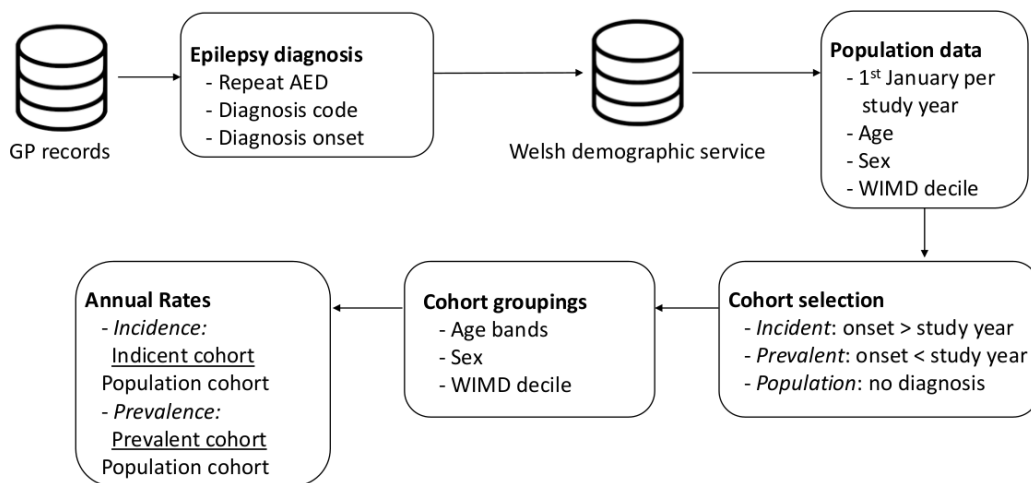 GP records
Epilepsy diagnosis
- Repeat AED
- Diagnosis code
- Diagnosis onset
Welsh demographic service
Population data
- 1st January per
study year
- Age
- Sex
- WIMD decile
Cohort selection
- Incident: onset > study year
- Prevalent: onset < study year
- Population: no diagnosis
Cohort groupings
- Age bands
- Sex
- WIMD decile
Annual Rates
- Incidence:
Indicent cohort
Population cohort
- Prevalence:
Prevalent cohort
Population cohort